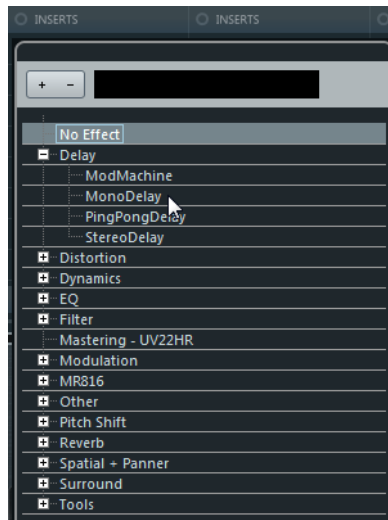 INSERTS INSERTS
+ -
No Effect
Delay
ModMachine
MonoDelay
PingPongDelay
StereoDelay
Distortion
Dynamics
EQ
Filter
Mastering - UV22HR
Modulation
MR816
Other
Pitch Shift
Reverb
Spatial + Panner
Surround
Tools